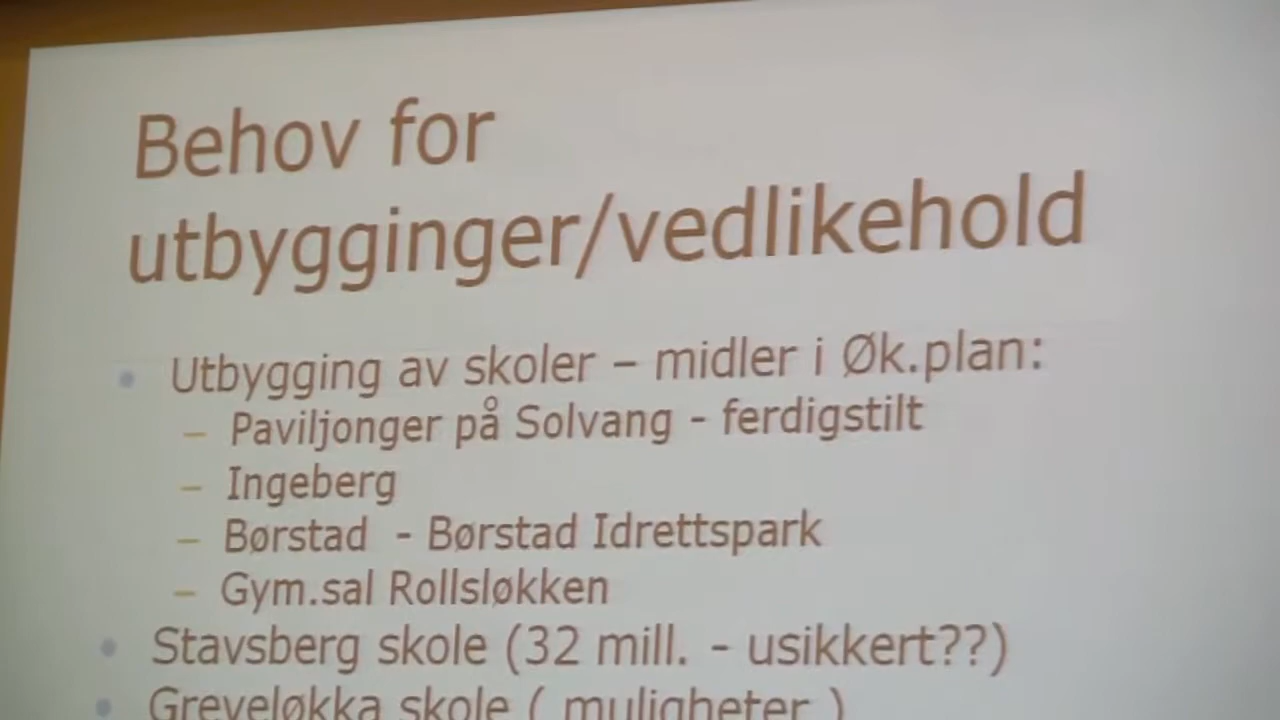 Behov for
utbygginger/vedlikehold
• Utbygging av skoler – midler i Øk.plan:
– Paviljonger på Solvang - ferdigstilt
– Ingeberg
– Børstad - Børstad Idrettspark
– Gym.sal Rollsløkken
• Stavsberg skole (32 mill. - usikkert??)
• Greveløkka skole ( muligheter )